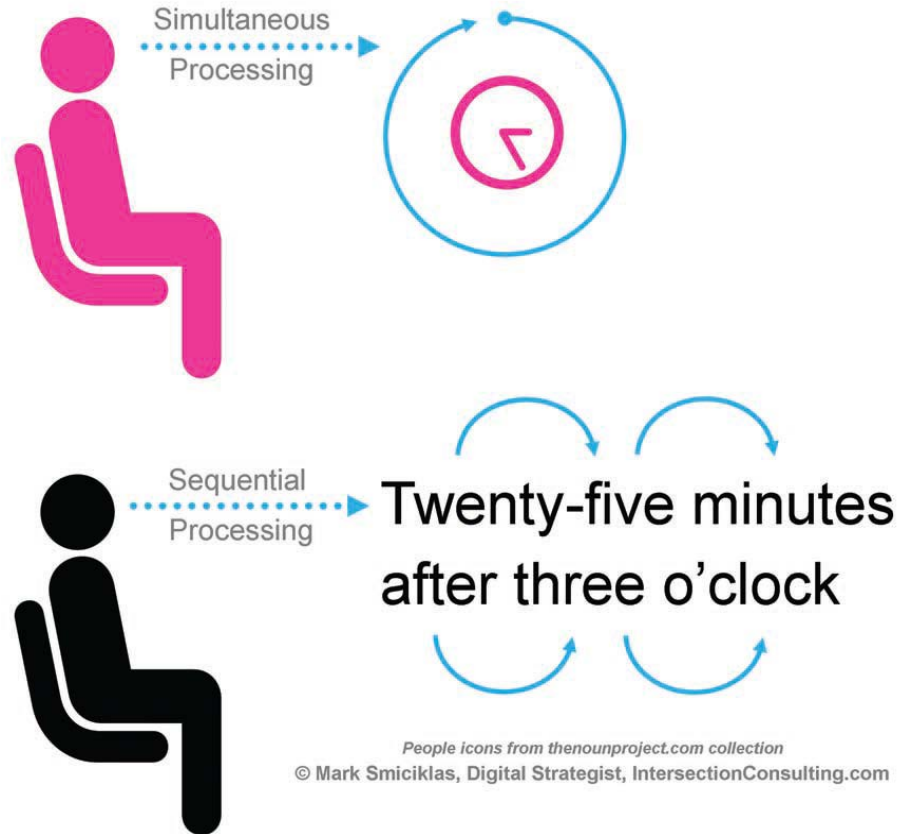 Simultaneous
Processing
Sequential
Processing
Twenty-five minutes
after three o’clock
People icons from thenounproject.com collection
© Mark Smiciklas, Digital Strategist, IntersectionConsulting.com